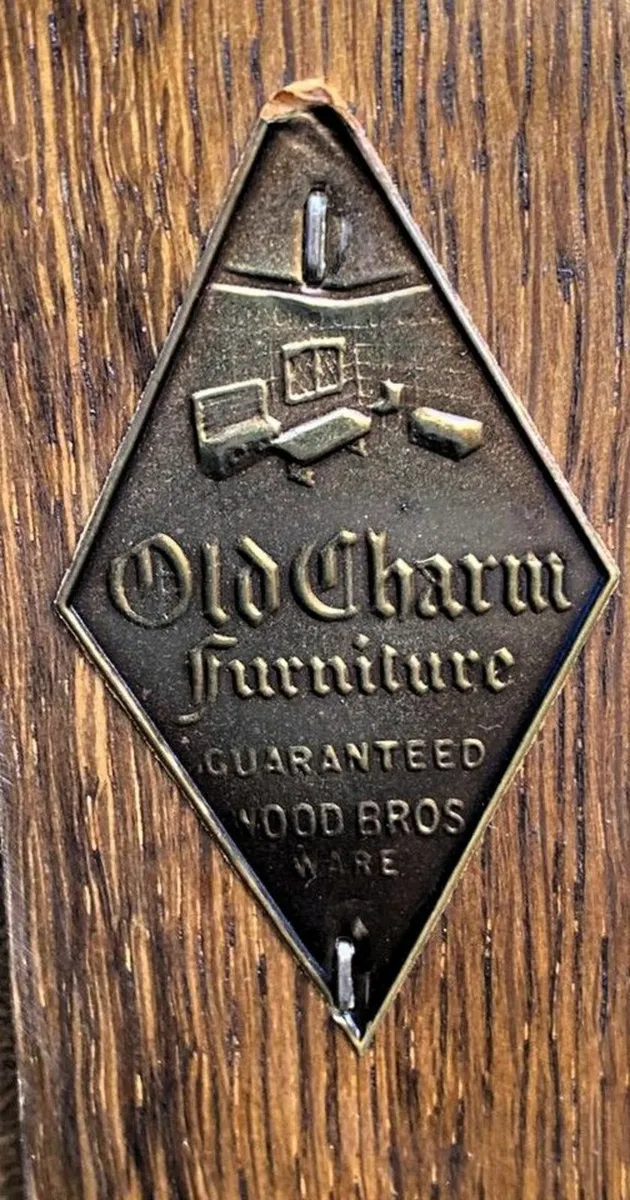 Old Charm
Furniture
GUARANTEED
WOOD BROS
WARE